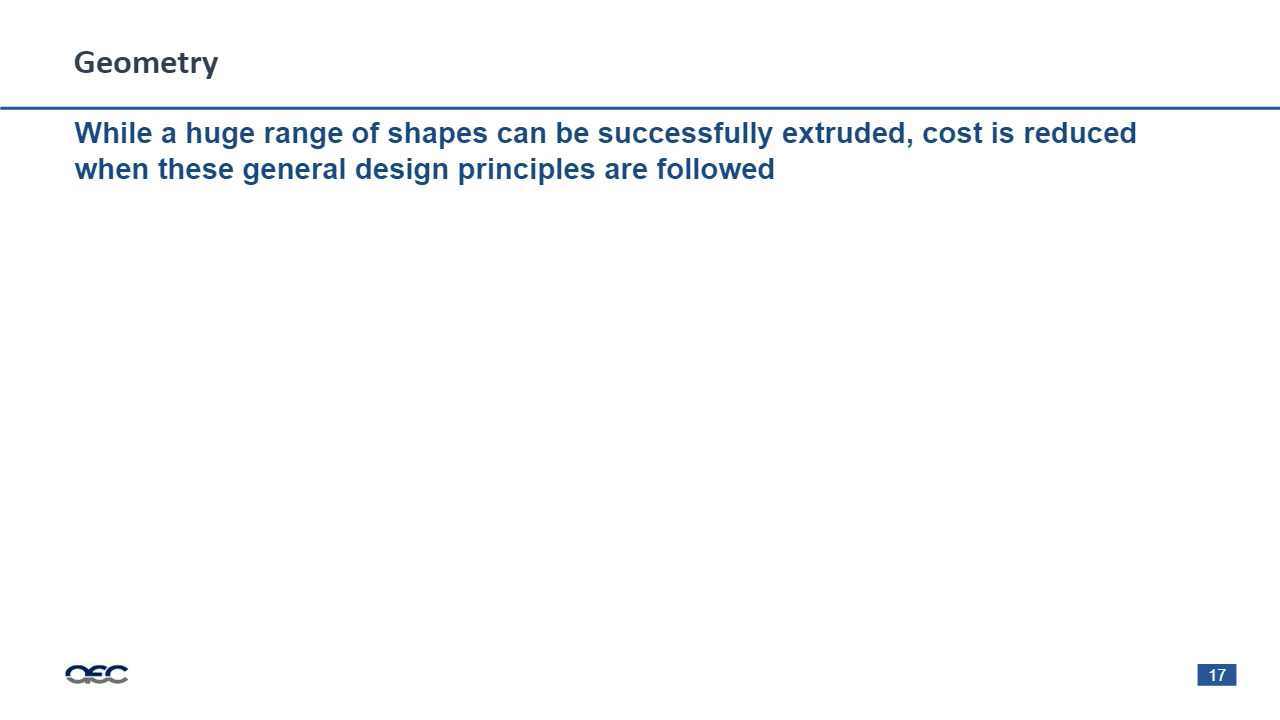 Geometry
While a huge range of shapes can be successfully extruded, cost is reduced
when these general design principles are followed
aec
17